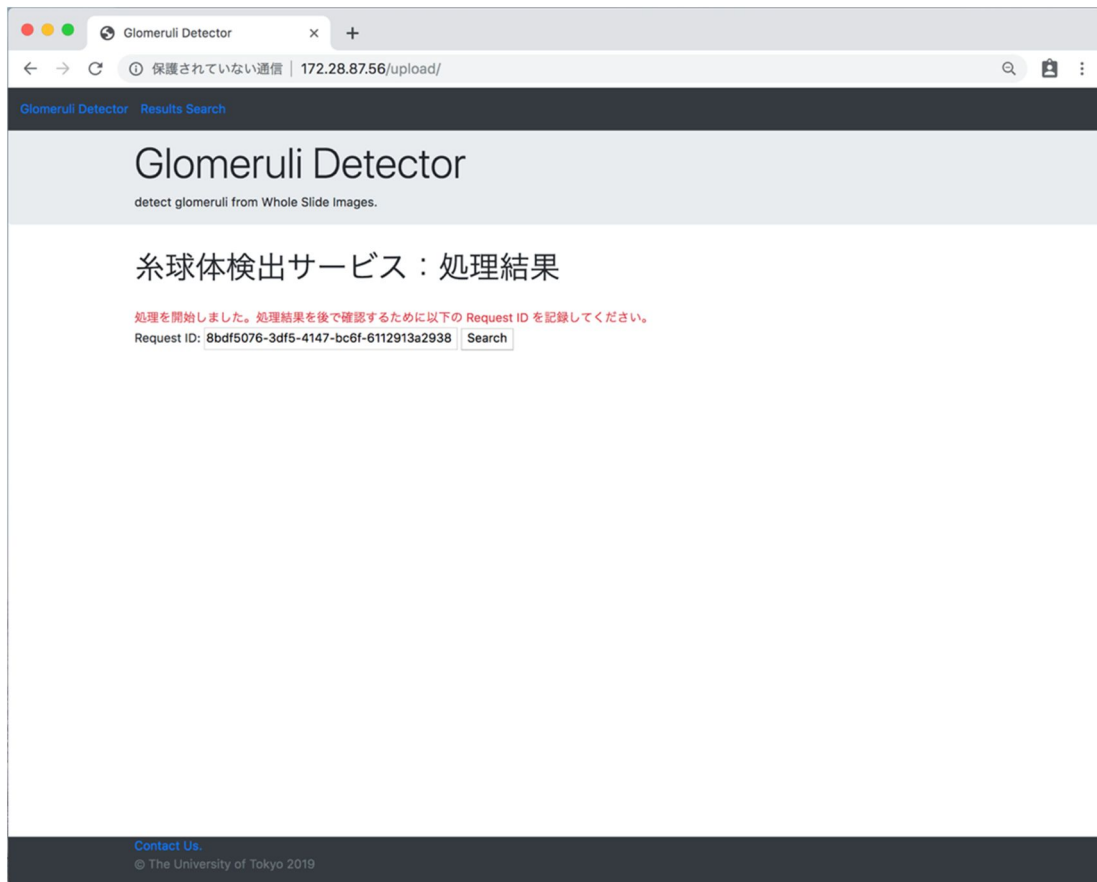 Glomeruli Detector
保護されていない通信 | 172.28.87.56/upload/
Glomeruli Detector Results Search
Glomeruli Detector
detect glomeruli from Whole Slide Images.
糸球体検出サービス：処理結果
処理を開始しました。処理結果を後で確認するために以下の Request ID を記録してください。
Request ID: 8bdf5076-3df5-4147-bc6f-6112913a2938 Search
Contact Us.
© The University of Tokyo 2019